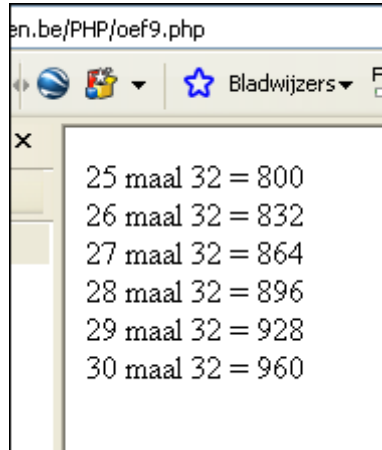 en.be/PHP/oef9.php
Bladwijzers
25 maal 32 = 800
26 maal 32 = 832
27 maal 32 = 864
28 maal 32 = 896
29 maal 32 = 928
30 maal 32 = 960